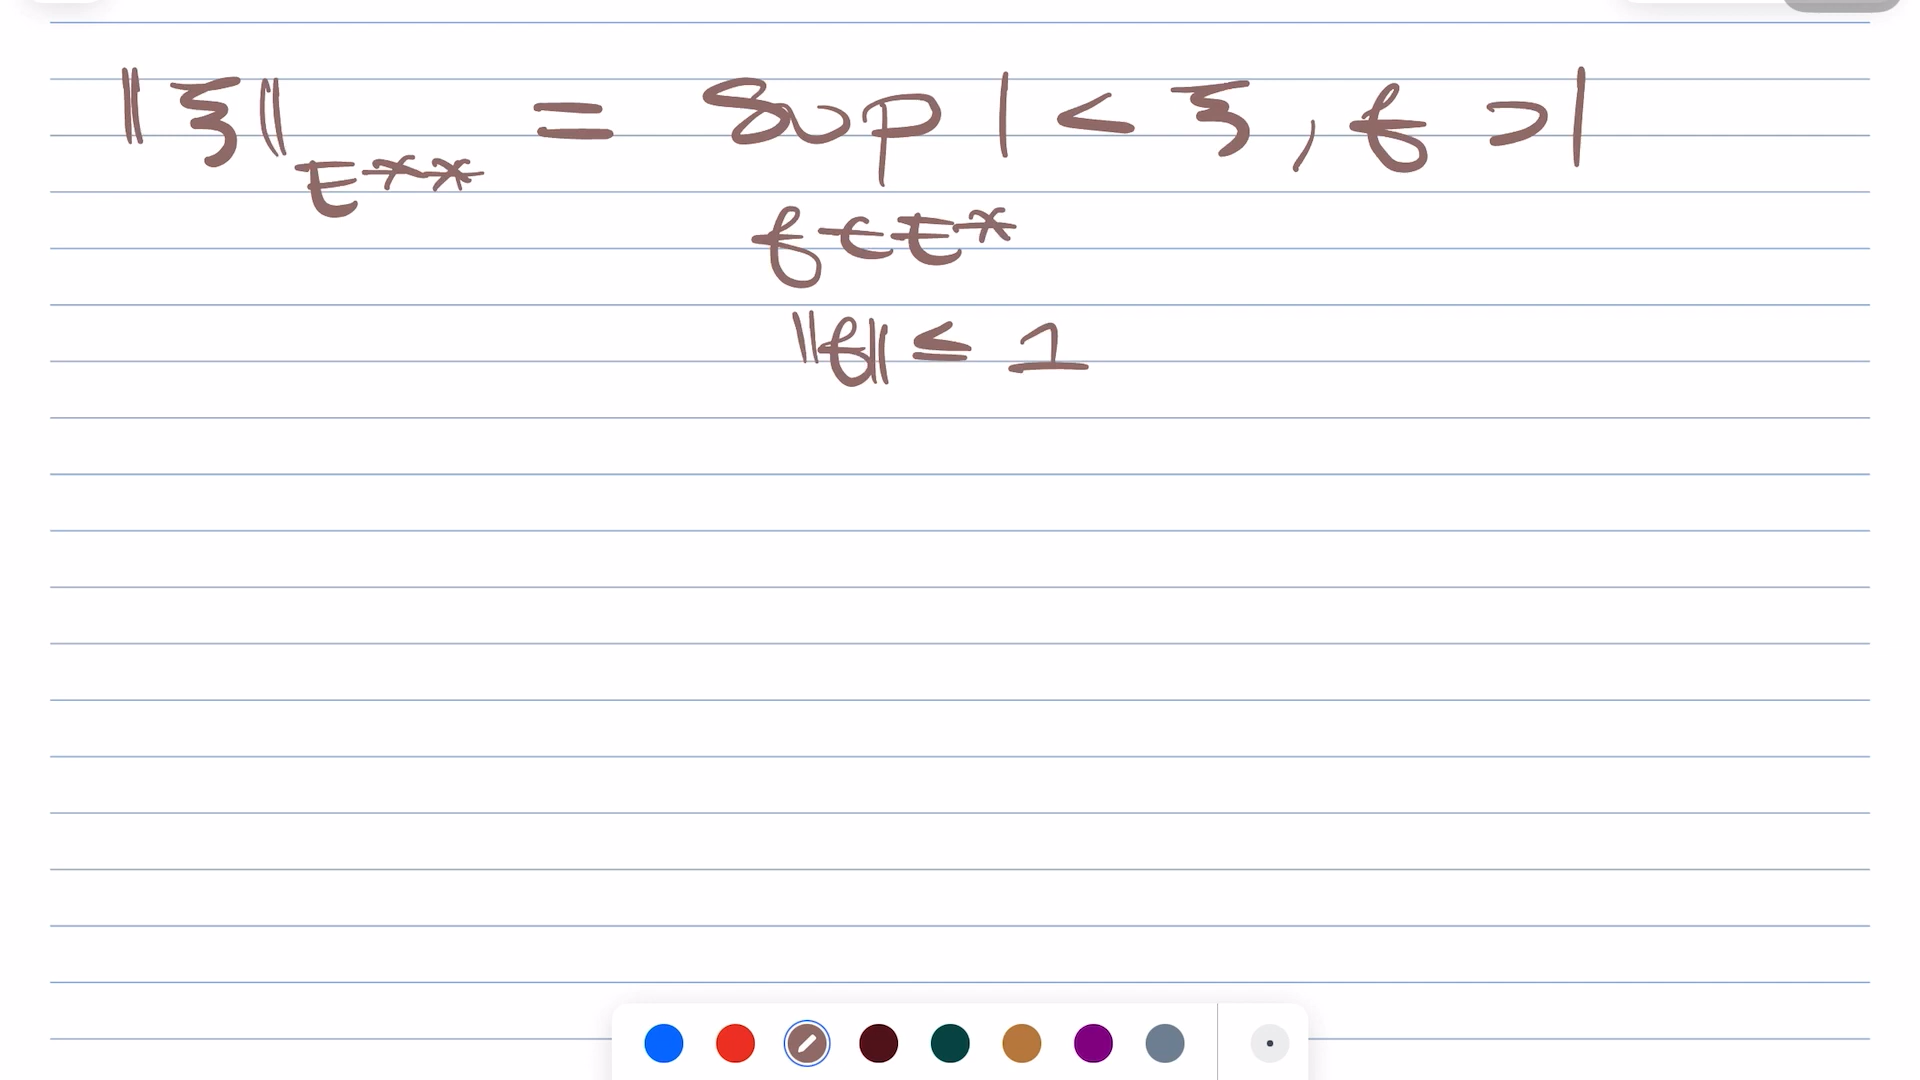 ‖ξ‖_{E**} = Sup |<ξ, f>|
f ∈ E*
‖f‖ ≤ 1